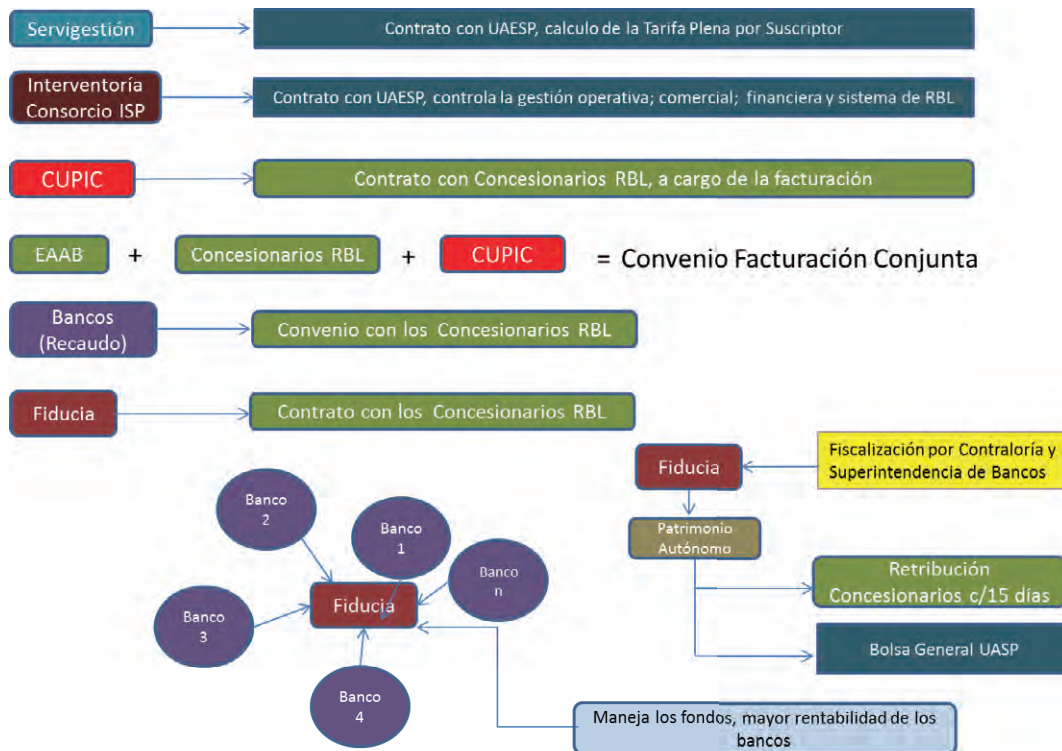 Servigestión
Contrato con UAESP, calculo de la Tarifa Plena por Suscriptor
Interventoría
Consorcio ISP
Contrato con UAESP, controla la gestión operativa; comercial; financiera y sistema de RBL
CUPIC
Contrato con Concesionarios RBL, a cargo de la facturación
EAAB + Concesionarios RBL + CUPIC = Convenio Facturación Conjunta
Bancos
(Recaudo)
Convenio con los Concesionarios RBL
Fiducia
Contrato con los Concesionarios RBL
Fiducia
Fiscalización por Contraloría y
Superintendencia de Bancos
Patrimonio
Autónomo
Retribución
Concesionarios c/15 días
Bolsa General UASP
Banco
2
Banco
1
Banco
n
Fiducia
Banco
3
Banco
4
Maneja los fondos, mayor rentabilidad de los
bancos